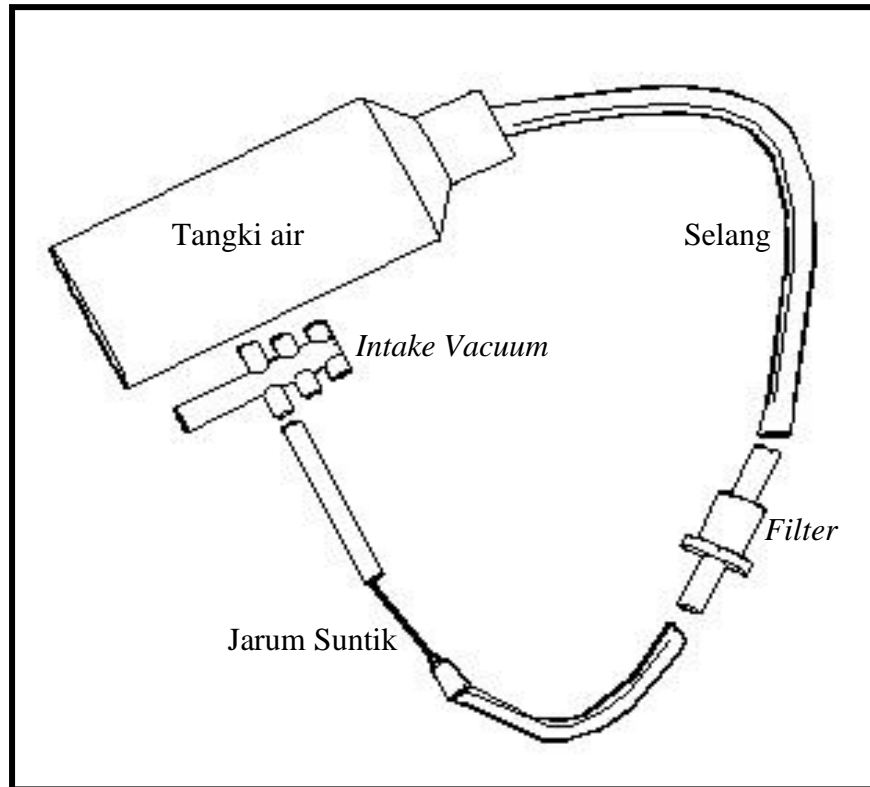 Tangki air
Selang
Intake Vacuum
Filter
Jarum Suntik